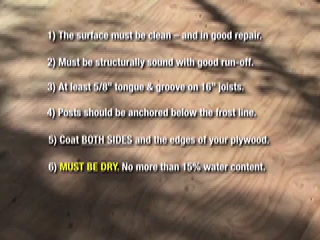 1) The surface must be clean – and in good repair.
2) Must be structurally sound with good run-off.
3) At least 5/8" tongue & groove on 16" joists.
4) Posts should be anchored below the frost line.
5) Coat BOTH SIDES and the edges of your plywood.
6) MUST BE DRY. No more than 15% water content.